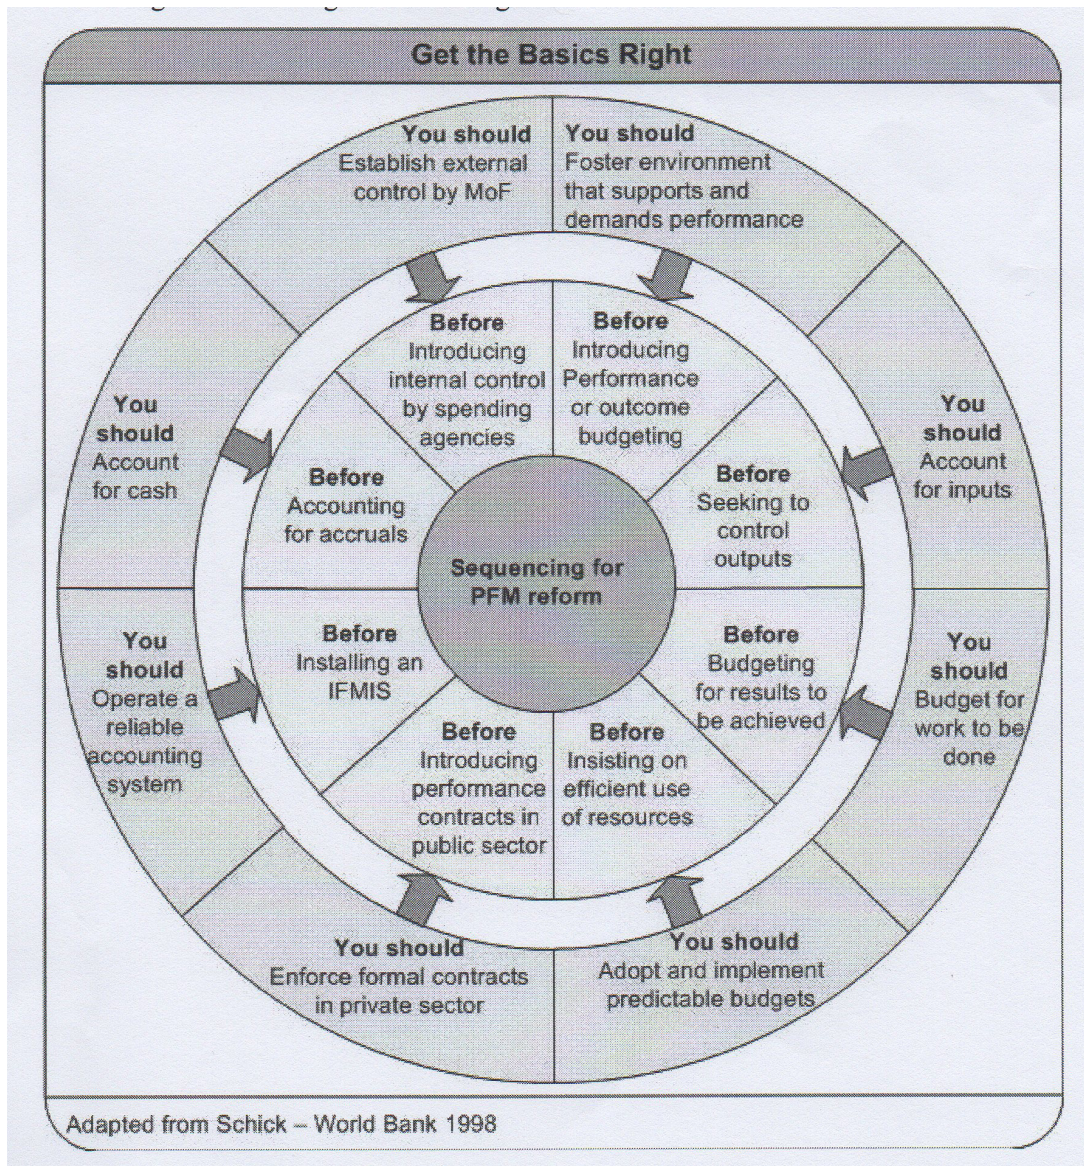 Get the Basics Right
You should
Establish external
control by MoF
You should
Foster environment
that supports and
demands performance
Before
Introducing
internal control
by spending
agencies
Before
Introducing
Performance
or outcome
budgeting
You
should
Account
for cash
Before
Accounting
for accruals
Before
Seeking to
control
outputs
You
should
Account
for inputs
Sequencing for
PFM reform
You
should
Operate a
reliable
accounting
system
Before
Installing an
IFMIS
Before
Budgeting
for results to
be achieved
You
should
Budget for
work to be
done
Before
Introducing
performance
contracts in
public sector
Before
Insisting on
efficient use
of resources
You should
Enforce formal contracts
in private sector
You should
Adopt and implement
predictable budgets
Adapted from Schick – World Bank 1998